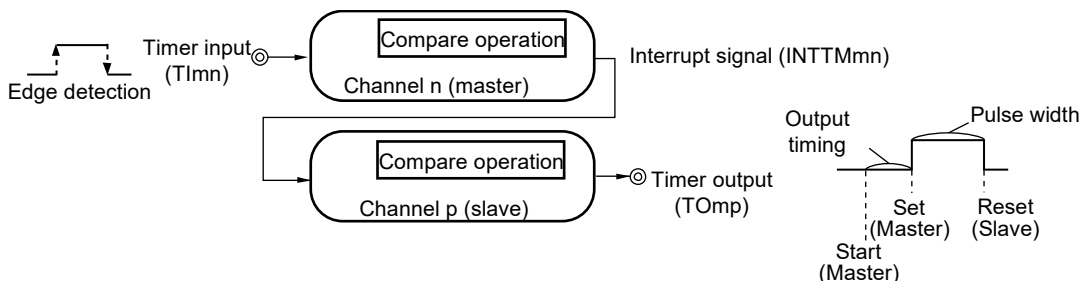 Compare operation
Timer input
(TImn)
Interrupt signal (INTTMmn)
Edge detection
Channel n (master)
Output
timing
Pulse width
Compare operation
Timer output
(TOmp)
Channel p (slave)
Set
(Master)
Reset
(Slave)
Start
(Master)